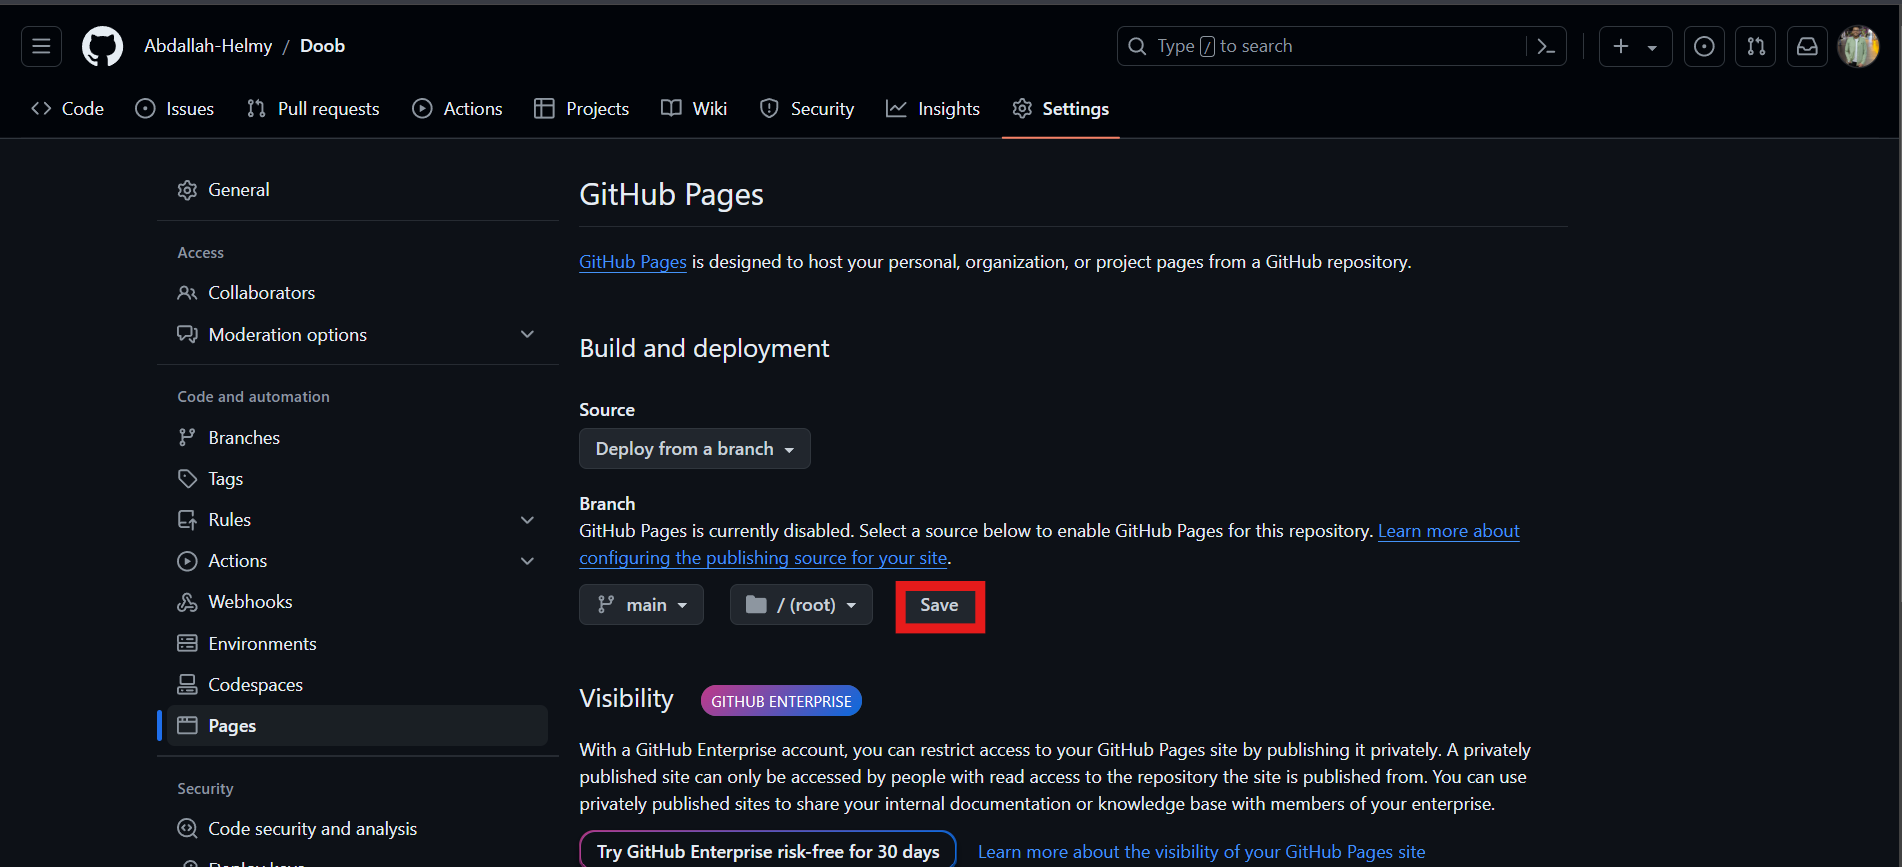 Abdallah-Helmy / Doob
Type / to search
Code
Issues
Pull requests
Actions
Projects
Wiki
Security
Insights
Settings
General
Access
Collaborators
Moderation options
Code and automation
Branches
Tags
Rules
Actions
Webhooks
Environments
Codespaces
Pages
Security
Code security and analysis
Deploy keys
GitHub Pages
GitHub Pages is designed to host your personal, organization, or project pages from a GitHub repository.
Build and deployment
Source
Deploy from a branch
Branch
GitHub Pages is currently disabled. Select a source below to enable GitHub Pages for this repository. Learn more about
configuring the publishing source for your site.
main
/ (root)
Save
Visibility
GITHUB ENTERPRISE
With a GitHub Enterprise account, you can restrict access to your GitHub Pages site by publishing it privately. A privately
published site can only be accessed by people with read access to the repository the site is published from. You can use
privately published sites to share your internal documentation or knowledge base with members of your enterprise.
Try GitHub Enterprise risk-free for 30 days
Learn more about the visibility of your GitHub Pages site